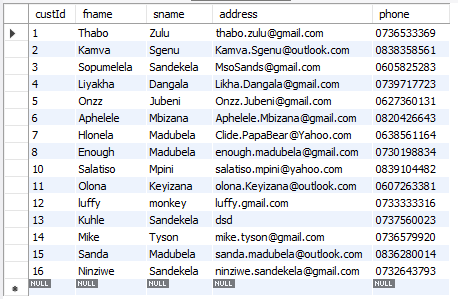 custId fname sname address phone
1 Thabo Zulu thabo.zulu@gmail.com 0736533369
2 Kamva Sgenu Kamva.Sgenu@outlook.com 0838358561
3 Sopumelela Sandekela MsoSands@gmail.com 0605825283
4 Liyakha Dangala Likha.Dangala@gmail.com 0739717723
5 Onzz Jubeni Onzz.Jubeni@gmail.com 0627360131
6 Aphelele Mbizana Aphelele.Mbizana@gmail.com 0820426643
7 Hlonela Madubela Clide.PapaBear@Yahoo.com 0638561164
8 Enough Madubela enough.madubela@gmail.com 0730198834
10 Salatiso Mpini salatiso.mpini@yahoo.com 0839104482
11 Olona Keyizana olona.Keyizana@outlook.com 0607263381
12 luffy monkey luffy.gmail.com 0733333316
13 Kuhle Sandekela dsd 0737560023
14 Mike Tyson mike.tyson@gmail.com 0736579920
15 Sanda Madubela sanda.madubela@outlook.com 0836280014
16 Ninziwe Sandekela ninziwe.sandekela@gmail.com 0732643793
NULL NULL NULL NULL NULL